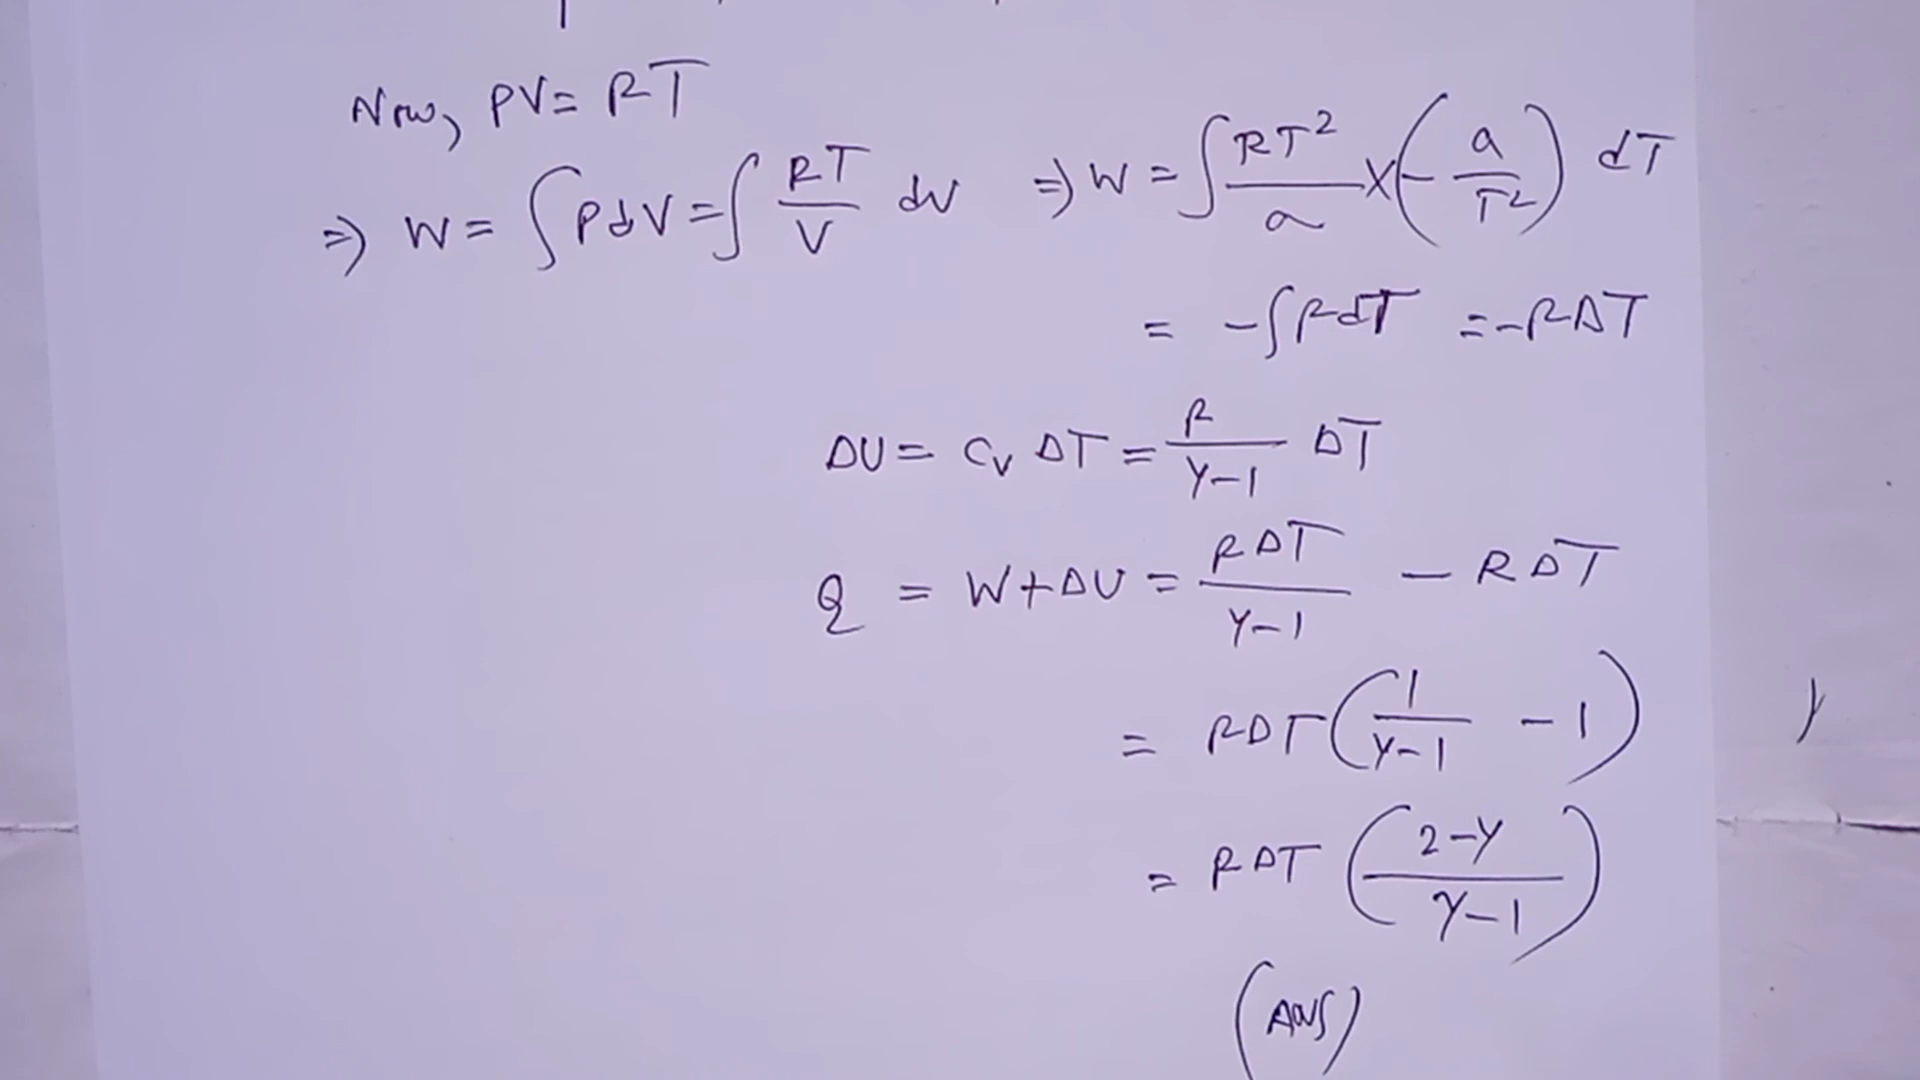 Now, PV = RT
⇒ W = ∫PdV = ∫ RT/V dV ⇒ W = ∫ RT²/a × (- a/T²) dT
= -∫RdT = -RΔT
ΔU = Cv ΔT = R/γ-1 ΔT
Q = W+ΔU = RΔT/γ-1 - RΔT
= RΔT (1/γ-1 - 1)
= RΔT (2-γ/γ-1)
(Ans)